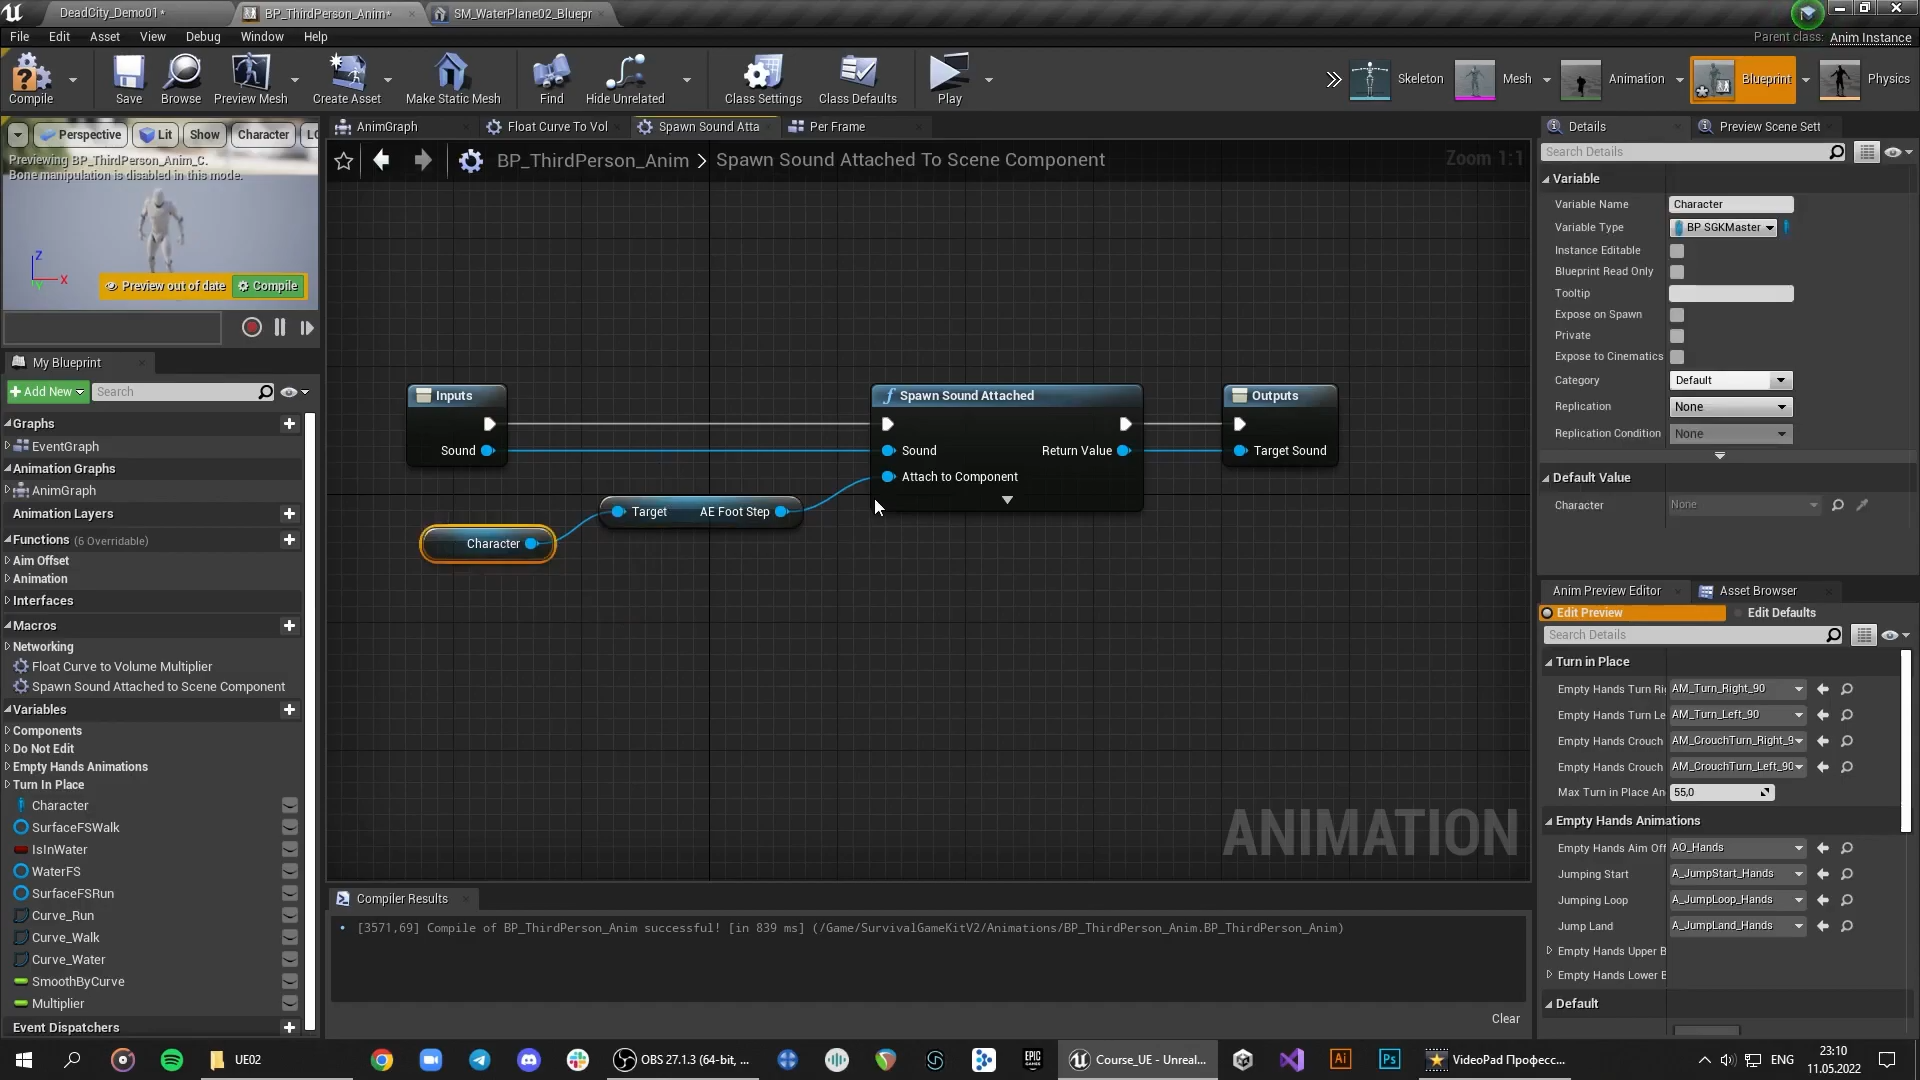 DeadCity_Demo01*
BP_ThirdPerson_Anim*
SM_WaterPlane02_Bluepr
File Edit Asset View Debug Window Help
Parent class: Anim Instance
Compile
Save
Browse
Preview Mesh
Create Asset
Make Static Mesh
Find
Hide Unrelated
Class Settings
Class Defaults
Play
Skeleton
Mesh
Animation
Blueprint
Physics
Perspective
Lit
Show
Character
LO
Previewing BP_ThirdPerson_Anim_C.
Bone manipulation is disabled in this mode.
Z
X
Y
Preview out of date
Compile
My Blueprint
Add New
Search
Graphs
EventGraph
Animation Graphs
AnimGraph
Animation Layers
Functions (6 Overridable)
Aim Offset
Animation
Interfaces
Macros
Networking
Float Curve to Volume Multiplier
Spawn Sound Attached to Scene Component
Variables
Components
Do Not Edit
Empty Hands Animations
Turn In Place
Character
SurfaceFSWalk
IsInWater
WaterFS
SurfaceFSRun
Curve_Run
Curve_Walk
Curve_Water
SmoothByCurve
Multiplier
Event Dispatchers
AnimGraph
Float Curve To Vol
Spawn Sound Atta
Per Frame
BP_ThirdPerson_Anim > Spawn Sound Attached To Scene Component
Zoom 1:1
Inputs
Sound
Character
Target AE Foot Step
Spawn Sound Attached
Sound Return Value
Attach to Component
Outputs
Target Sound
ANIMATION
Compiler Results
[3571,69] Compile of BP_ThirdPerson_Anim successful! [in 839 ms] (/Game/SurvivalGameKitV2/Animations/BP_ThirdPerson_Anim.BP_ThirdPerson_Anim)
Clear
Details
Preview Scene Sett
Search Details
Variable
Variable Name Character
Variable Type BP SGKMaster
Instance Editable
Blueprint Read Only
Tooltip
Expose on Spawn
Private
Expose to Cinematics
Category Default
Replication None
Replication Condition None
Default Value
Character None
Anim Preview Editor
Asset Browser
Edit Preview
Edit Defaults
Search Details
Turn in Place
Empty Hands Turn Ri AM_Turn_Right_90
Empty Hands Turn Le AM_Turn_Left_90
Empty Hands Crouch AM_CrouchTurn_Right_9
Empty Hands Crouch AM_CrouchTurn_Left_90
Max Turn in Place An 55,0
Empty Hands Animations
Empty Hands Aim Off AO_Hands
Jumping Start A_JumpStart_Hands
Jumping Loop A_JumpLoop_Hands
Jump Land A_JumpLand_Hands
Empty Hands Upper B
Empty Hands Lower B
Default
UE02
OBS 27.1.3 (64-bit, ...
EPIC GAMES
Course_UE - Unreal...
Ai
Ps
VideoPad Професс...
ENG
23:10
11.05.2022